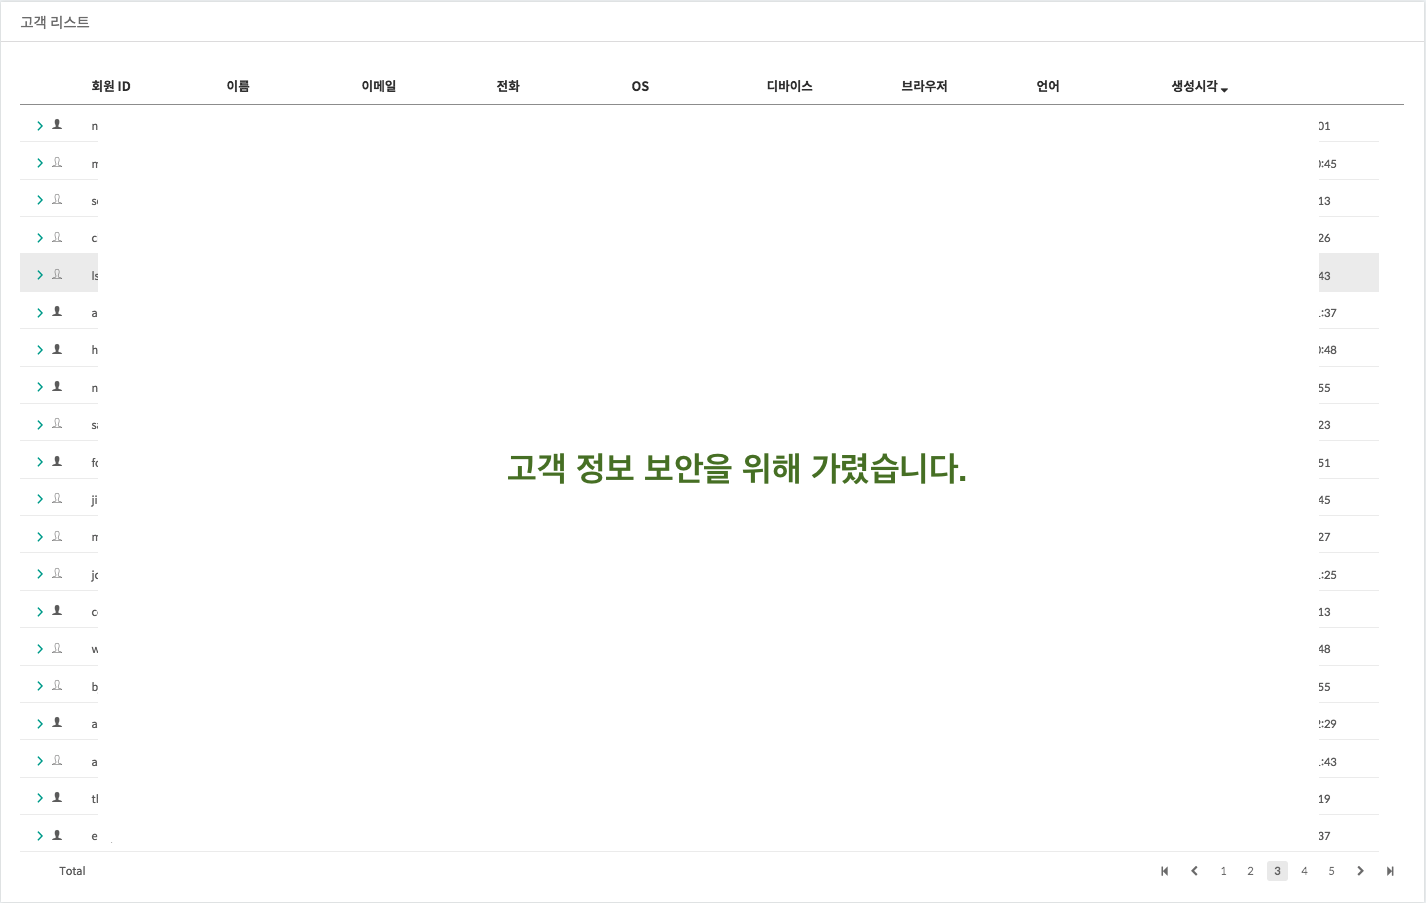 고객 리스트
회원 ID 이름 이메일 전화 OS 디바이스 브라우저 언어 생성시각
n 01
m :45
s 13
c 26
ls 43
a :37
h :48
n 55
s 23
fo 51
ji 45
m 27
jo :25
c 13
w 48
b 55
a :29
a :43
tl 19
e 37
고객 정보 보안을 위해 가렸습니다.
Total 1 2 3 4 5